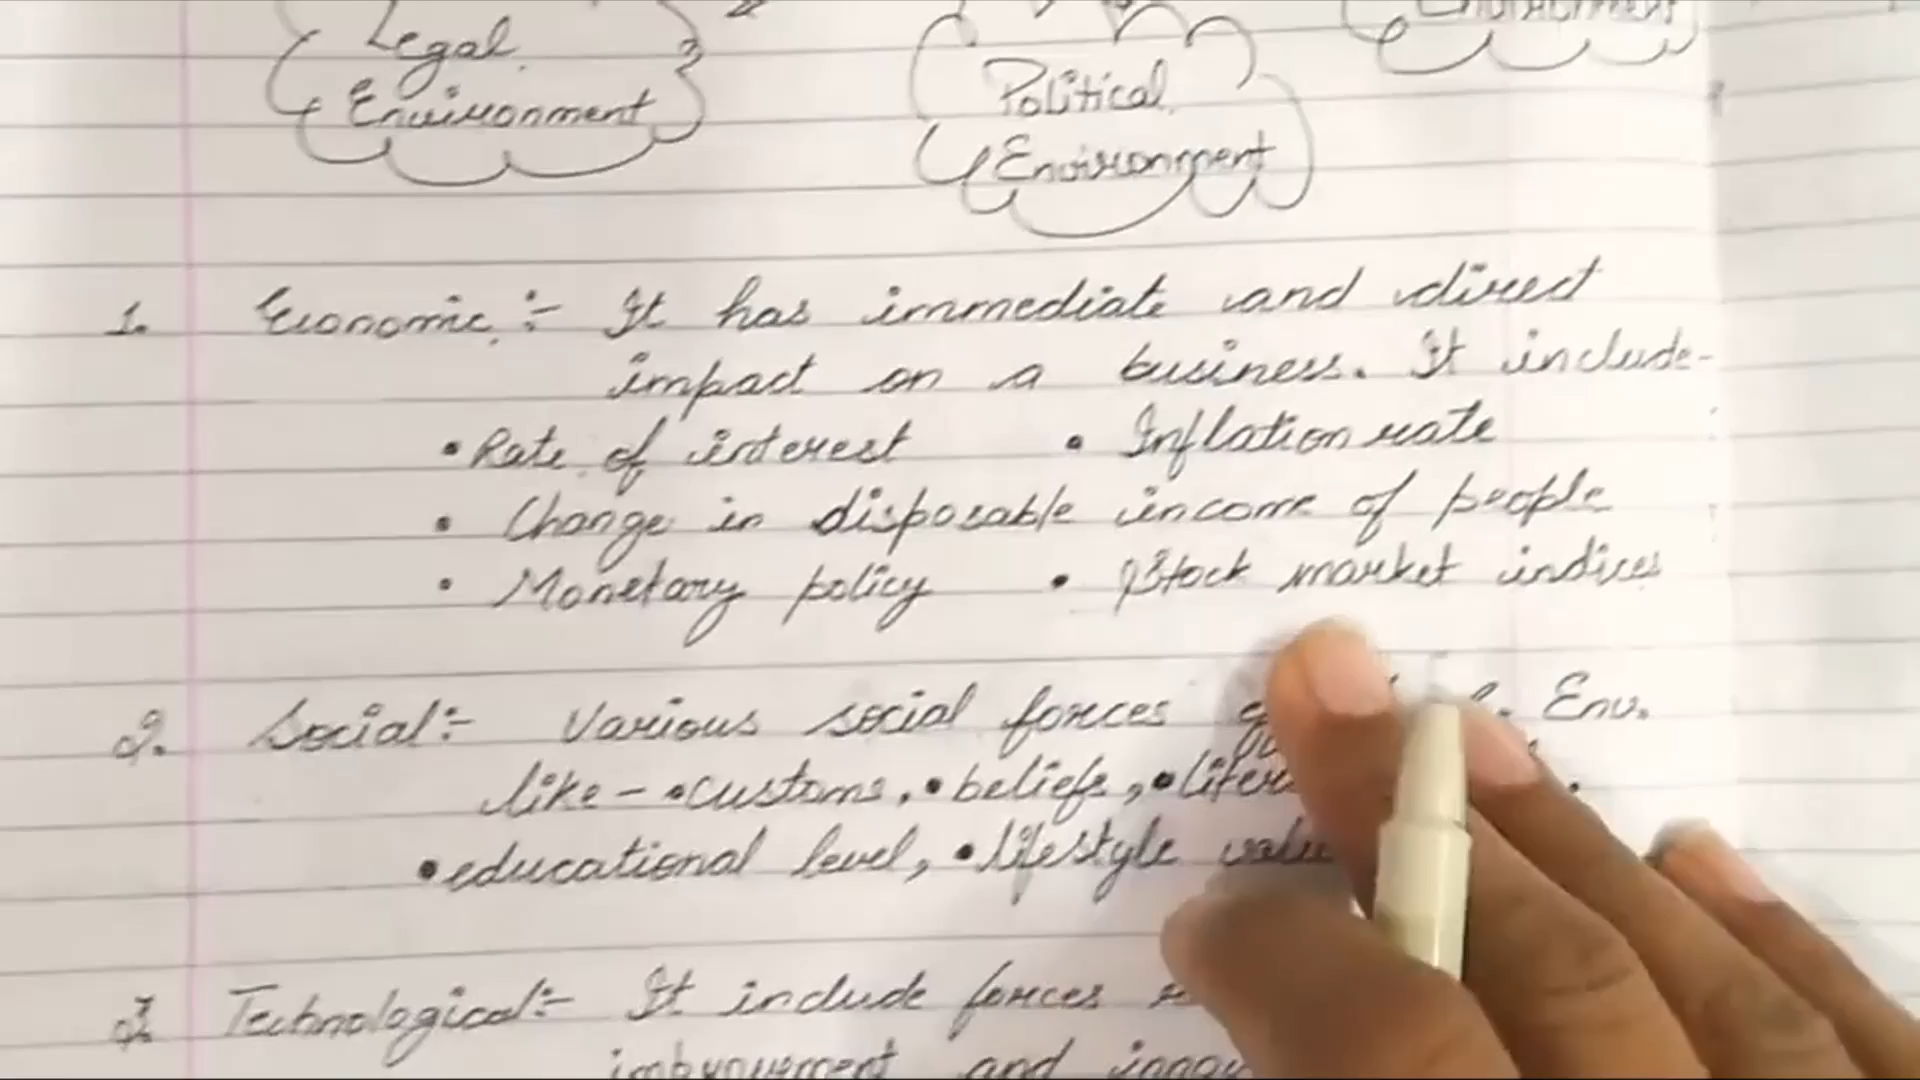 Legal
Environment
Political
Environment
Environment
1. Economic :- It has immediate and direct
impact on a business. It include-
• Rate of interest • Inflation rate
• Change in disposable income of people
• Monetary policy • Stock market indices
2. Social :- Various social forces Env.
like - • customs, • beliefs, •
• educational level, • lifestyle
3. Technological :- It include forces
improvement and